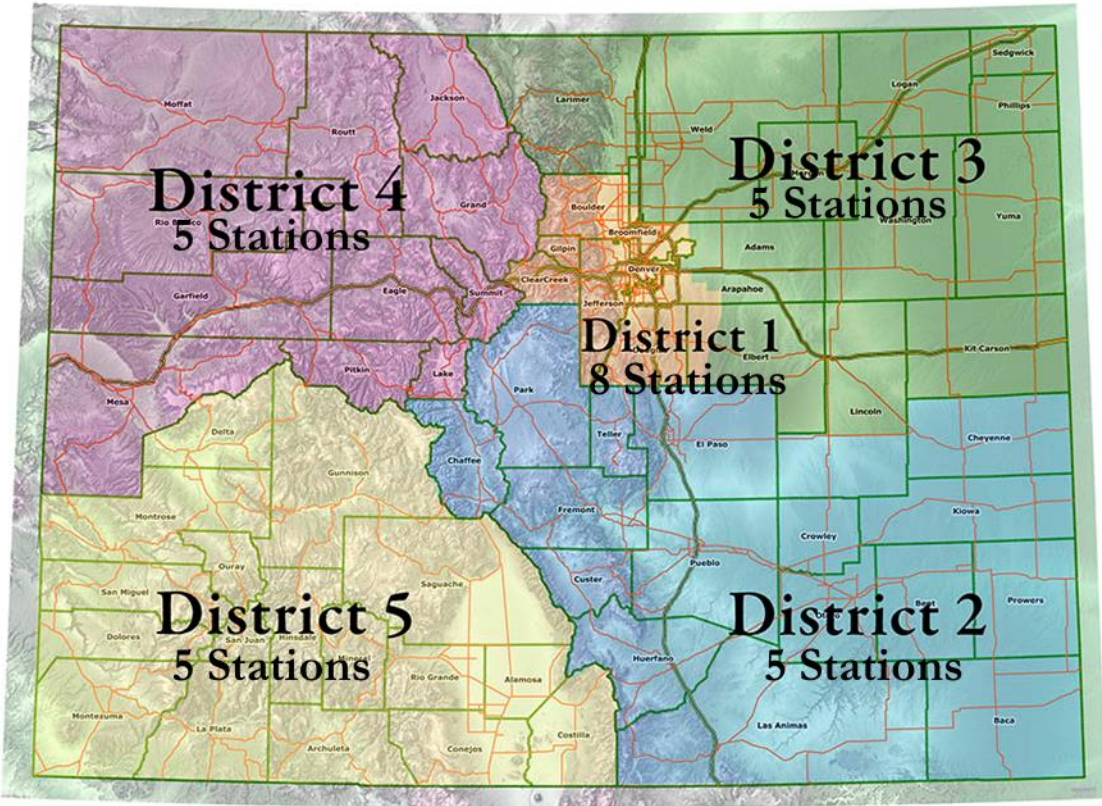 Sedgwick
Logan
Moffat
Jackson
Larimer
Phillips
Weld
Routt
District 3
5 Stations
District 4
5 Stations
Grand
Boulder
Washington
Yuma
Broomfield
Gilpin
Adams
Denver
ClearCreek
Arapahoe
Garfield
Eagle
Summit
Jefferson
District 1
8 Stations
Elbert
Kit Carson
Pitkin
Lake
Park
Mesa
Lincoln
Delta
Teller
El Paso
Cheyenne
Chaffee
Gunnison
Fremont
Kiowa
Montrose
Crowley
Pueblo
Ouray
Custer
Saguache
San Miguel
Prowers
District 5
5 Stations
District 2
5 Stations
Dolores
San Juan
Hinsdale
Huerfano
Rio Grande
Alamosa
Montezuma
La Plata
Las Animas
Baca
Costilla
Archuleta
Conejos